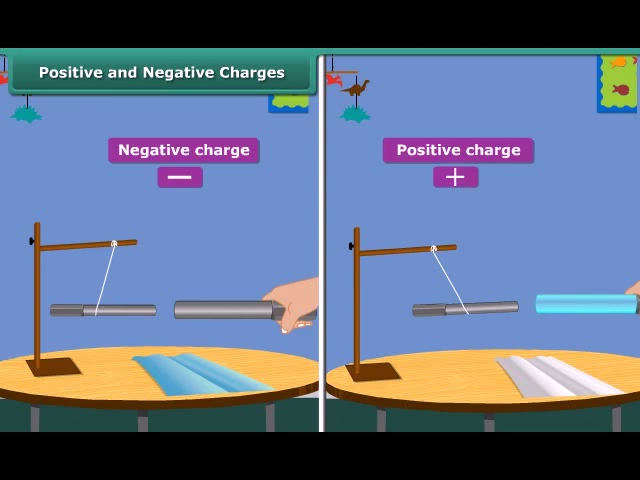 Positive and Negative Charges
Negative charge
−
Positive charge
+